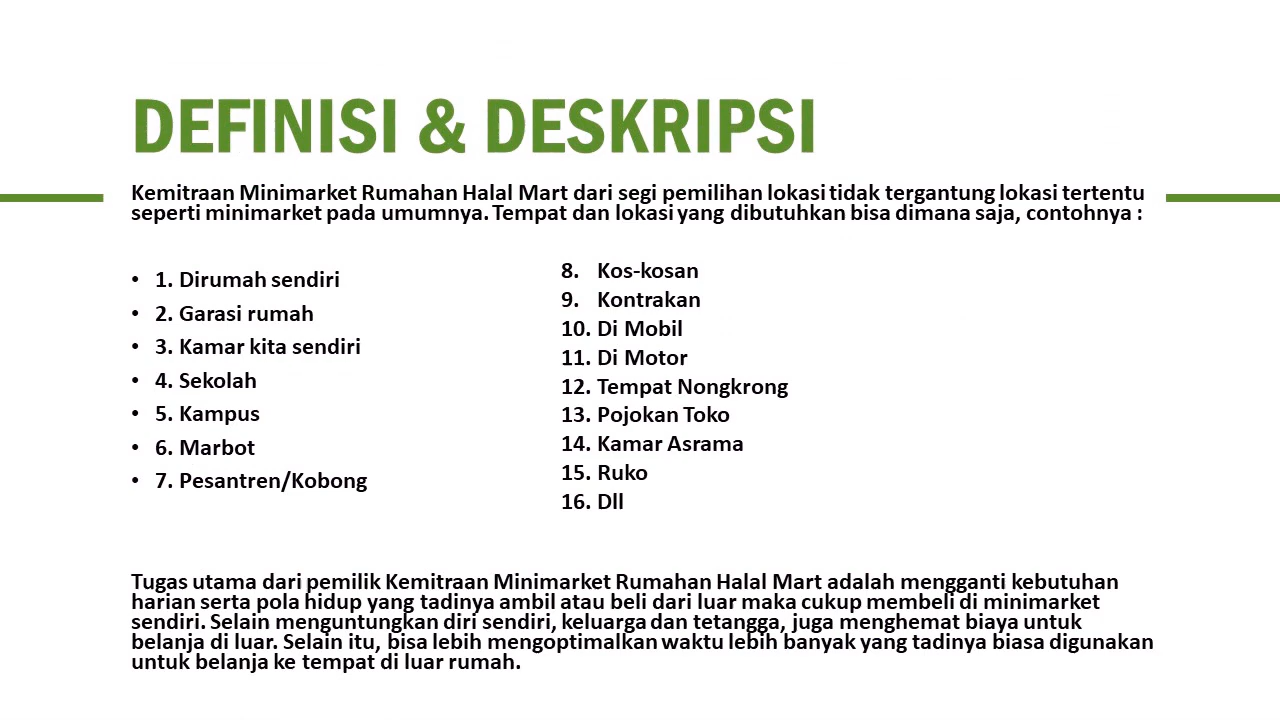 DEFINISI & DESKRIPSI
Kemitraan Minimarket Rumahan Halal Mart dari segi pemilihan lokasi tidak tergantung lokasi tertentu
seperti minimarket pada umumnya. Tempat dan lokasi yang dibutuhkan bisa dimana saja, contohnya :
• 1. Dirumah sendiri
• 2. Garasi rumah
• 3. Kamar kita sendiri
• 4. Sekolah
• 5. Kampus
• 6. Marbot
• 7. Pesantren/Kobong
8. Kos-kosan
9. Kontrakan
10. Di Mobil
11. Di Motor
12. Tempat Nongkrong
13. Pojokan Toko
14. Kamar Asrama
15. Ruko
16. Dll
Tugas utama dari pemilik Kemitraan Minimarket Rumahan Halal Mart adalah mengganti kebutuhan
harian serta pola hidup yang tadinya ambil atau beli dari luar maka cukup membeli di minimarket
sendiri. Selain menguntungkan diri sendiri, keluarga dan tetangga, juga menghemat biaya untuk
belanja di luar. Selain itu, bisa lebih mengoptimalkan waktu lebih banyak yang tadinya biasa digunakan
untuk belanja ke tempat di luar rumah.